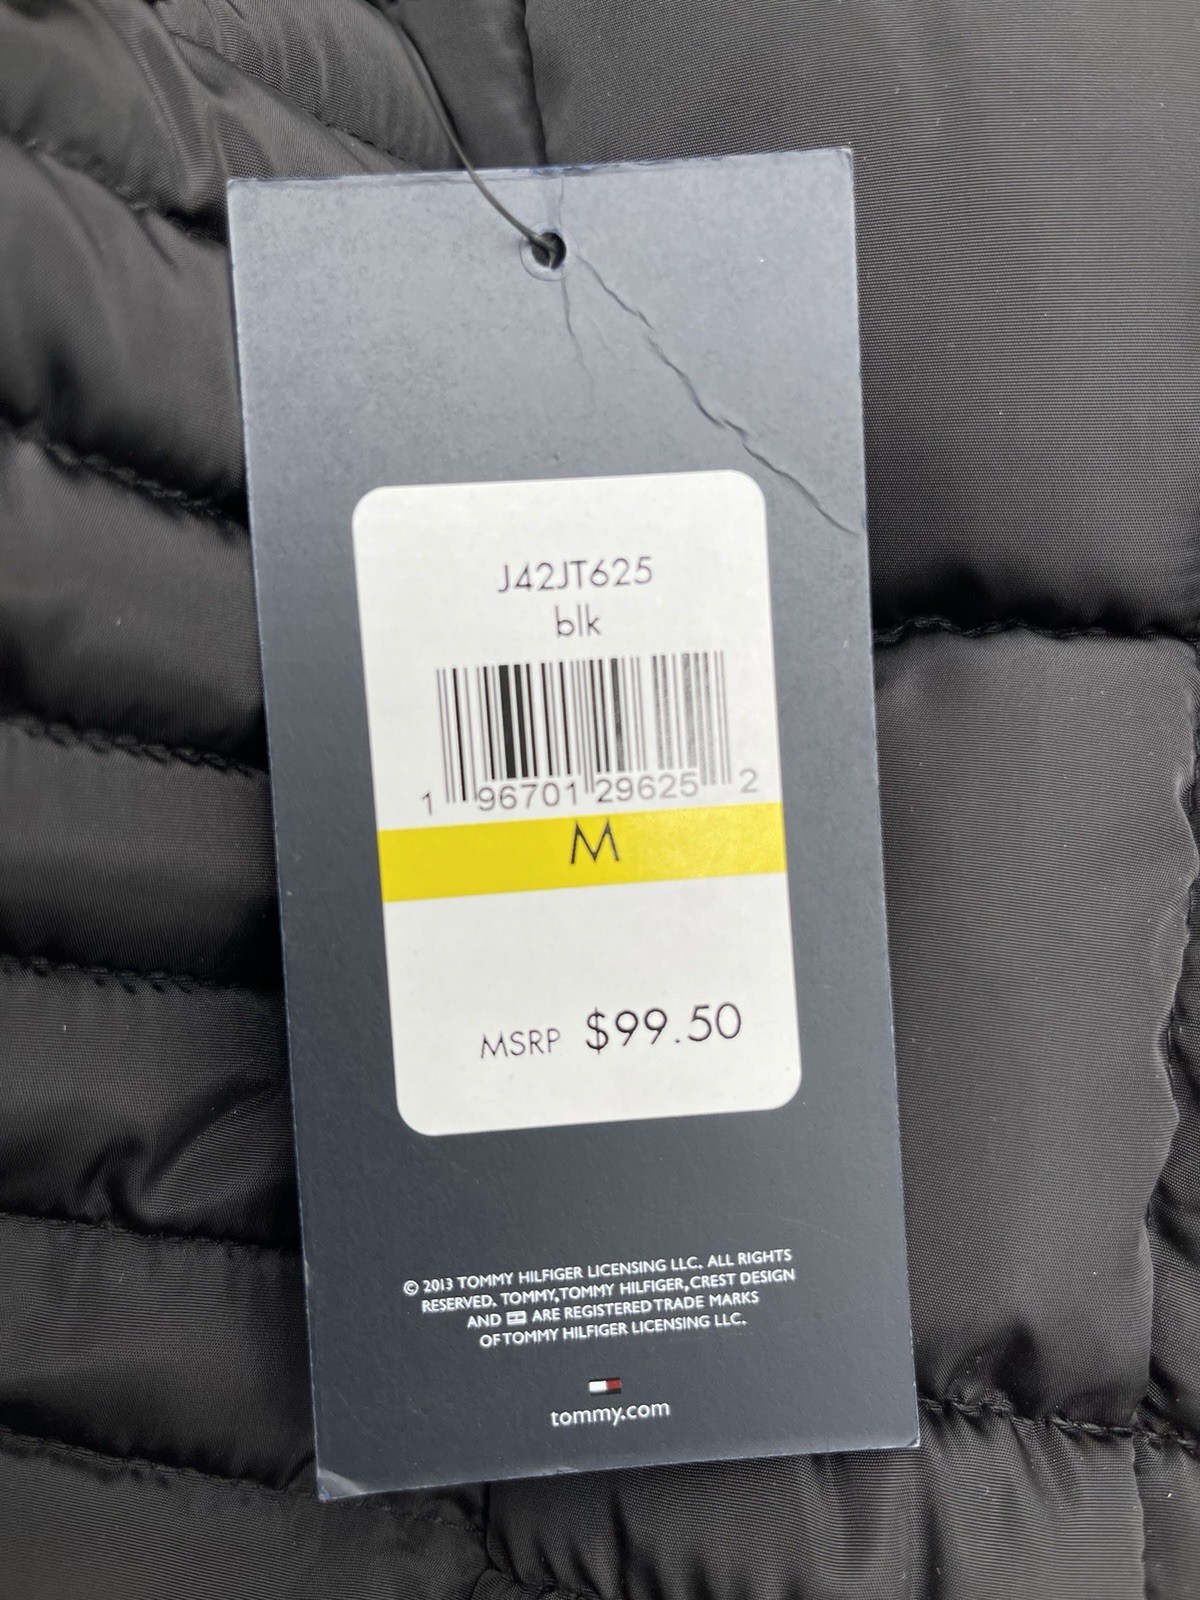 J42JT625
blk
1 96701 29625 2
M
MSRP $99.50
© 2013 TOMMY HILFIGER LICENSING LLC. ALL RIGHTS
RESERVED. TOMMY, TOMMY HILFIGER, CREST DESIGN
AND ARE REGISTERED TRADE MARKS
OF TOMMY HILFIGER LICENSING LLC.
tommy.com